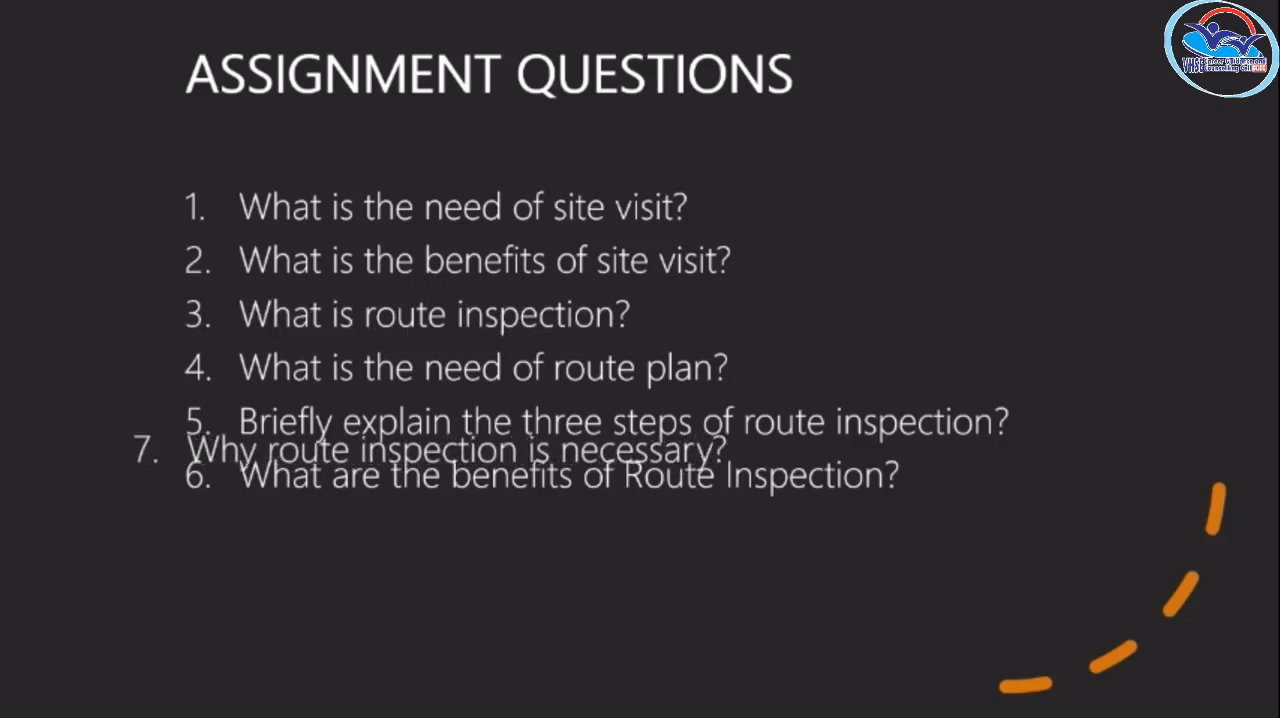 ASSIGNMENT QUESTIONS
1. What is the need of site visit?
2. What is the benefits of site visit?
3. What is route inspection?
4. What is the need of route plan?
5. Briefly explain the three steps of route inspection?
7. Why route inspection is necessary?
6. What are the benefits of Route Inspection?
VHSE